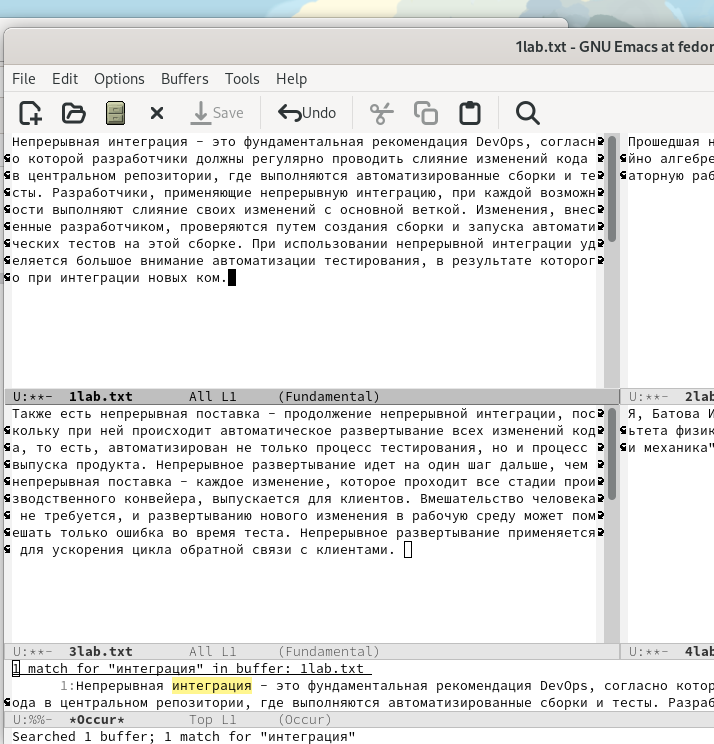 1lab.txt - GNU Emacs at fedor
File Edit Options Buffers Tools Help
Save Undo
Непрерывная интеграция – это фундаментальная рекомендация DevOps, согласн
о которой разработчики должны регулярно проводить слияние изменений кода
в центральном репозитории, где выполняются автоматизированные сборки и те
сты. Разработчики, применяющие непрерывную интеграцию, при каждой возможн
ости выполняют слияние своих изменений с основной веткой. Изменения, внес
енные разработчиком, проверяются путем создания сборки и запуска автомати
ческих тестов на этой сборке. При использовании непрерывной интеграции уд
еляется большое внимание автоматизации тестирования, в результате которог
о при интеграции новых ком.
Прошедшая н
йно алгебре
аторную раб
U:**-  1lab.txt       All L1     (Fundamental)
U:**-  2lab
Также есть непрерывная поставка – продолжение непрерывной интеграции, пос
кольку при ней происходит автоматическое развертывание всех изменений код
а, то есть, автоматизирован не только процесс тестирования, но и процесс
выпуска продукта. Непрерывное развертывание идет на один шаг дальше, чем
непрерывная поставка – каждое изменение, которое проходит все стадии прои
зводственного конвейера, выпускается для клиентов. Вмешательство человека
не требуется, и развертыванию нового изменения в рабочую среду может пом
ешать только ошибка во время теста. Непрерывное развертывание применяется
для ускорения цикла обратной связи с клиентами.
Я, Батова И
ьтета физик
и механика"
U:**-  3lab.txt       All L1     (Fundamental)
U:**-  4lab
1 match for "интеграция" in buffer: 1lab.txt
1:Непрерывная интеграция – это фундаментальная рекомендация DevOps, согласно котор
ода в центральном репозитории, где выполняются автоматизированные сборки и тесты. Разраб
U:%%-  *Occur*        Top L1     (Occur)
Searched 1 buffer; 1 match for "интеграция"